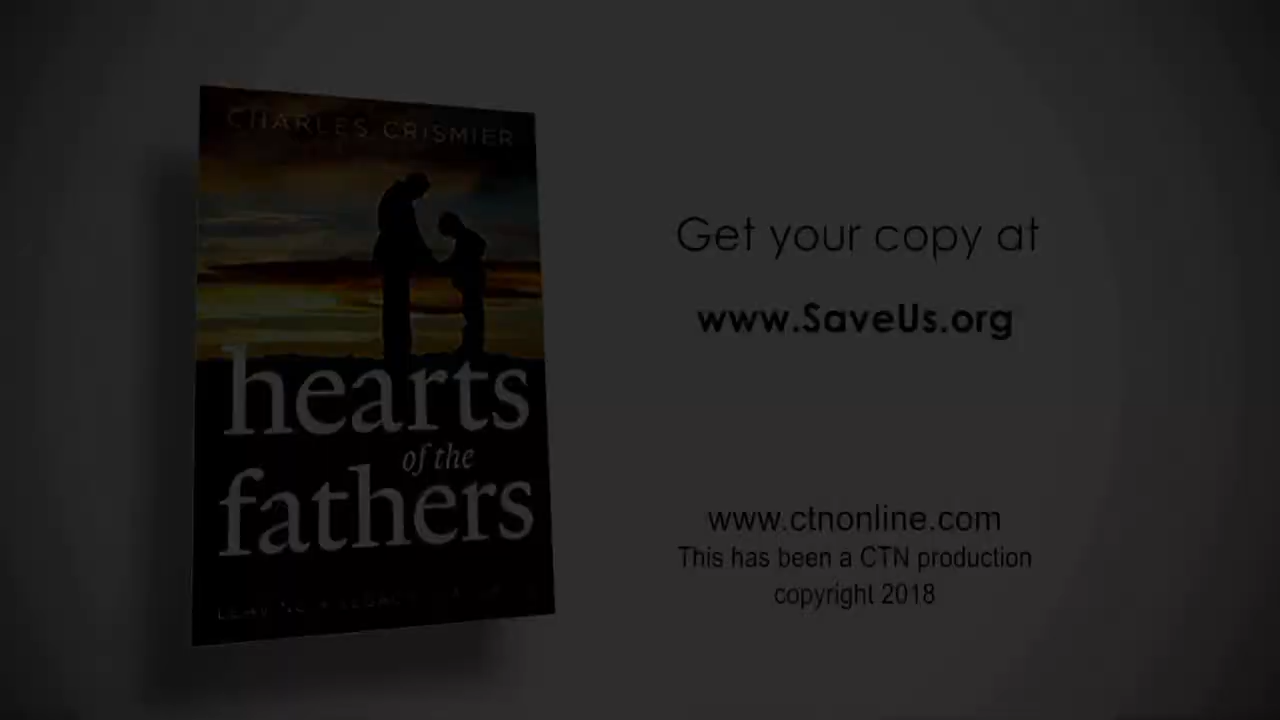 CHARLES CRISMIER
hearts
of the
fathers
Get your copy at
www.SaveUs.org
www.ctnonline.com
This has been a CTN production
copyright 2018